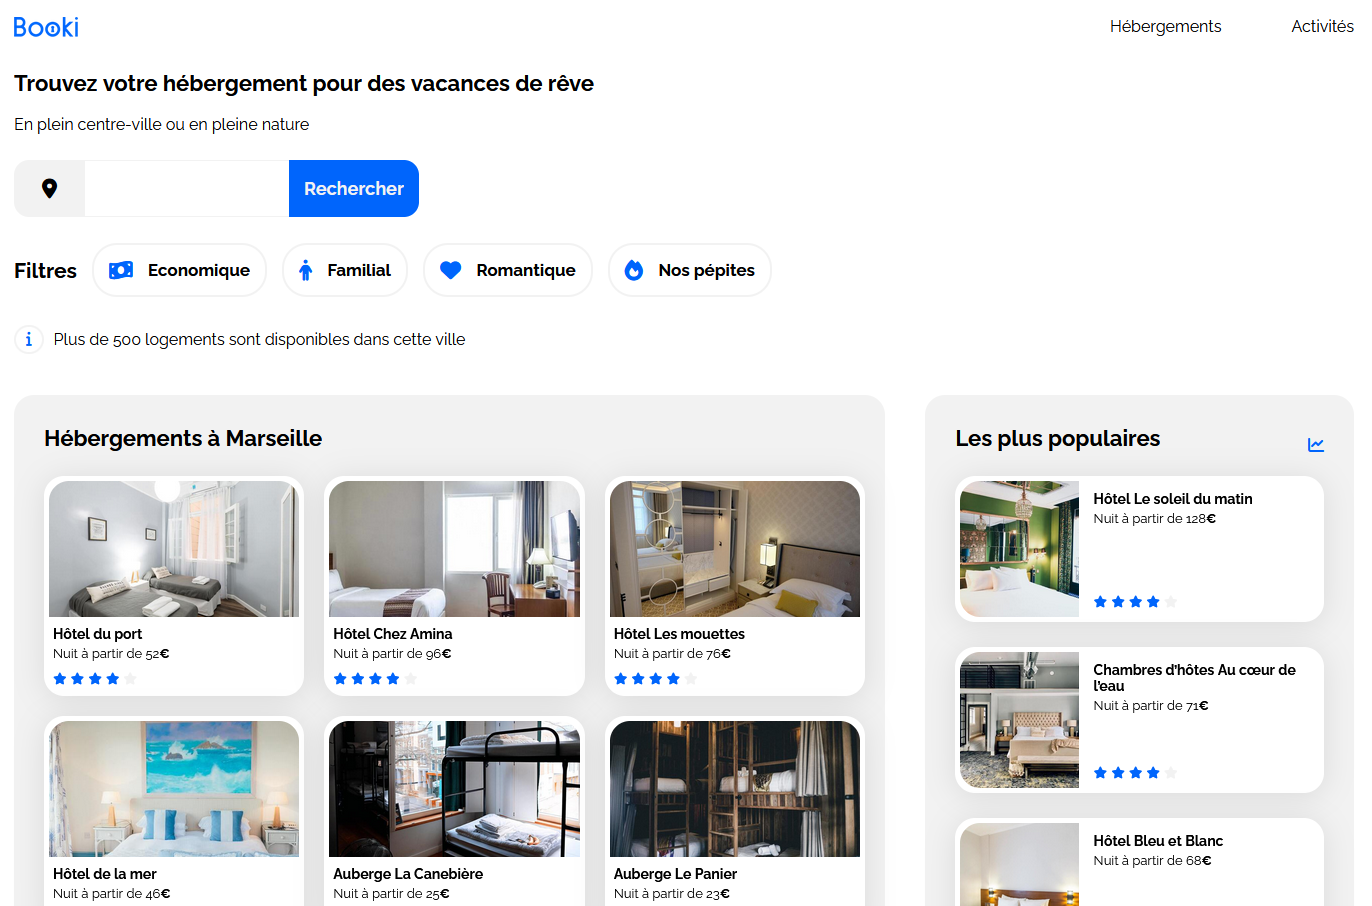 Booki
Hébergements
Activités
Trouvez votre hébergement pour des vacances de rêve
En plein centre-ville ou en pleine nature
Rechercher
Filtres
Economique
Familial
Romantique
Nos pépites
Plus de 500 logements sont disponibles dans cette ville
Hébergements à Marseille
Hôtel du port
Nuit à partir de 52€
Hôtel Chez Amina
Nuit à partir de 96€
Hôtel Les mouettes
Nuit à partir de 76€
Hôtel de la mer
Nuit à partir de 46€
Auberge La Canebière
Nuit à partir de 25€
Auberge Le Panier
Nuit à partir de 23€
Les plus populaires
Hôtel Le soleil du matin
Nuit à partir de 128€
Chambres d'hôtes Au cœur de
l'eau
Nuit à partir de 71€
Hôtel Bleu et Blanc
Nuit à partir de 68€